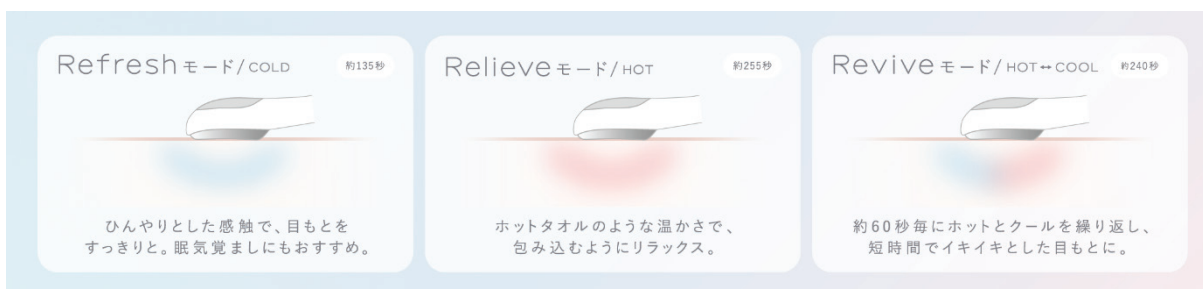 Refreshモード/COLD
約135秒
ひんやりとした感触で、目もとを
すっきりと。眠気覚ましにもおすすめ。
Relieveモード/HOT
約255秒
ホットタオルのような温かさで、
包み込むようにリラックス。
Reviveモード/HOT↔COOL
約240秒
約60秒毎にホットとクールを繰り返し、
短時間でイキイキとした目もとに。